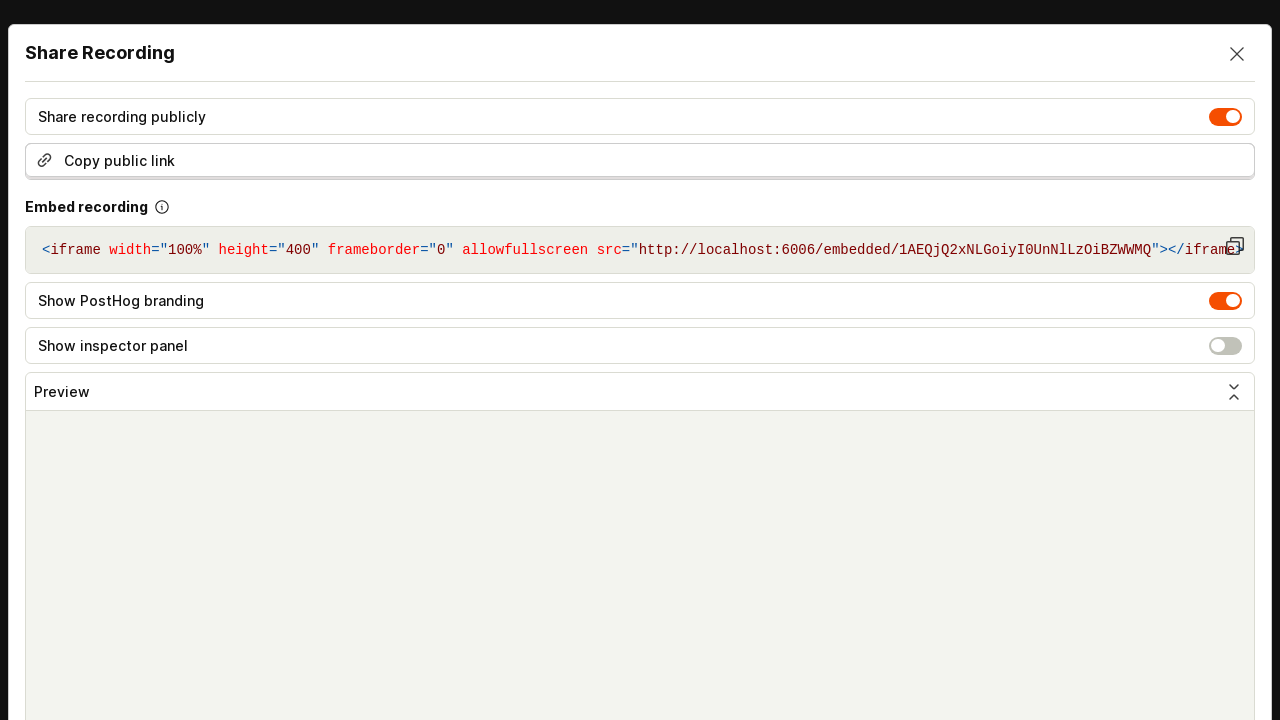 Share Recording
Share recording publicly
Copy public link
Embed recording
<iframe width="100%" height="400" frameborder="0" allowfullscreen src="http://localhost:6006/embedded/1AEQjQ2xNLGoiyI0UnNlLzOiBZWWMQ"></iframe>
Show PostHog branding
Show inspector panel
Preview